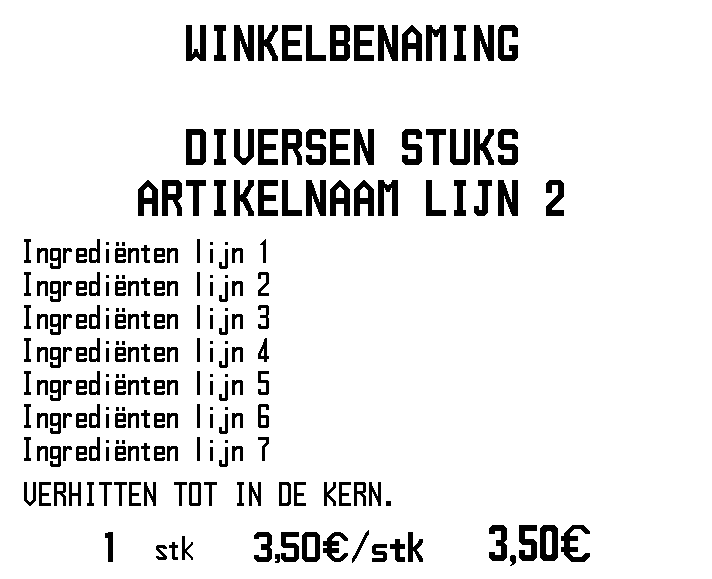 WINKELBENAMING
DIVERSEN STUKS
ARTIKELNAAM LIJN 2
Ingrediënten lijn 1
Ingrediënten lijn 2
Ingrediënten lijn 3
Ingrediënten lijn 4
Ingrediënten lijn 5
Ingrediënten lijn 6
Ingrediënten lijn 7
VERHITTEN TOT IN DE KERN.
1 stk 3,50€/stk 3,50€